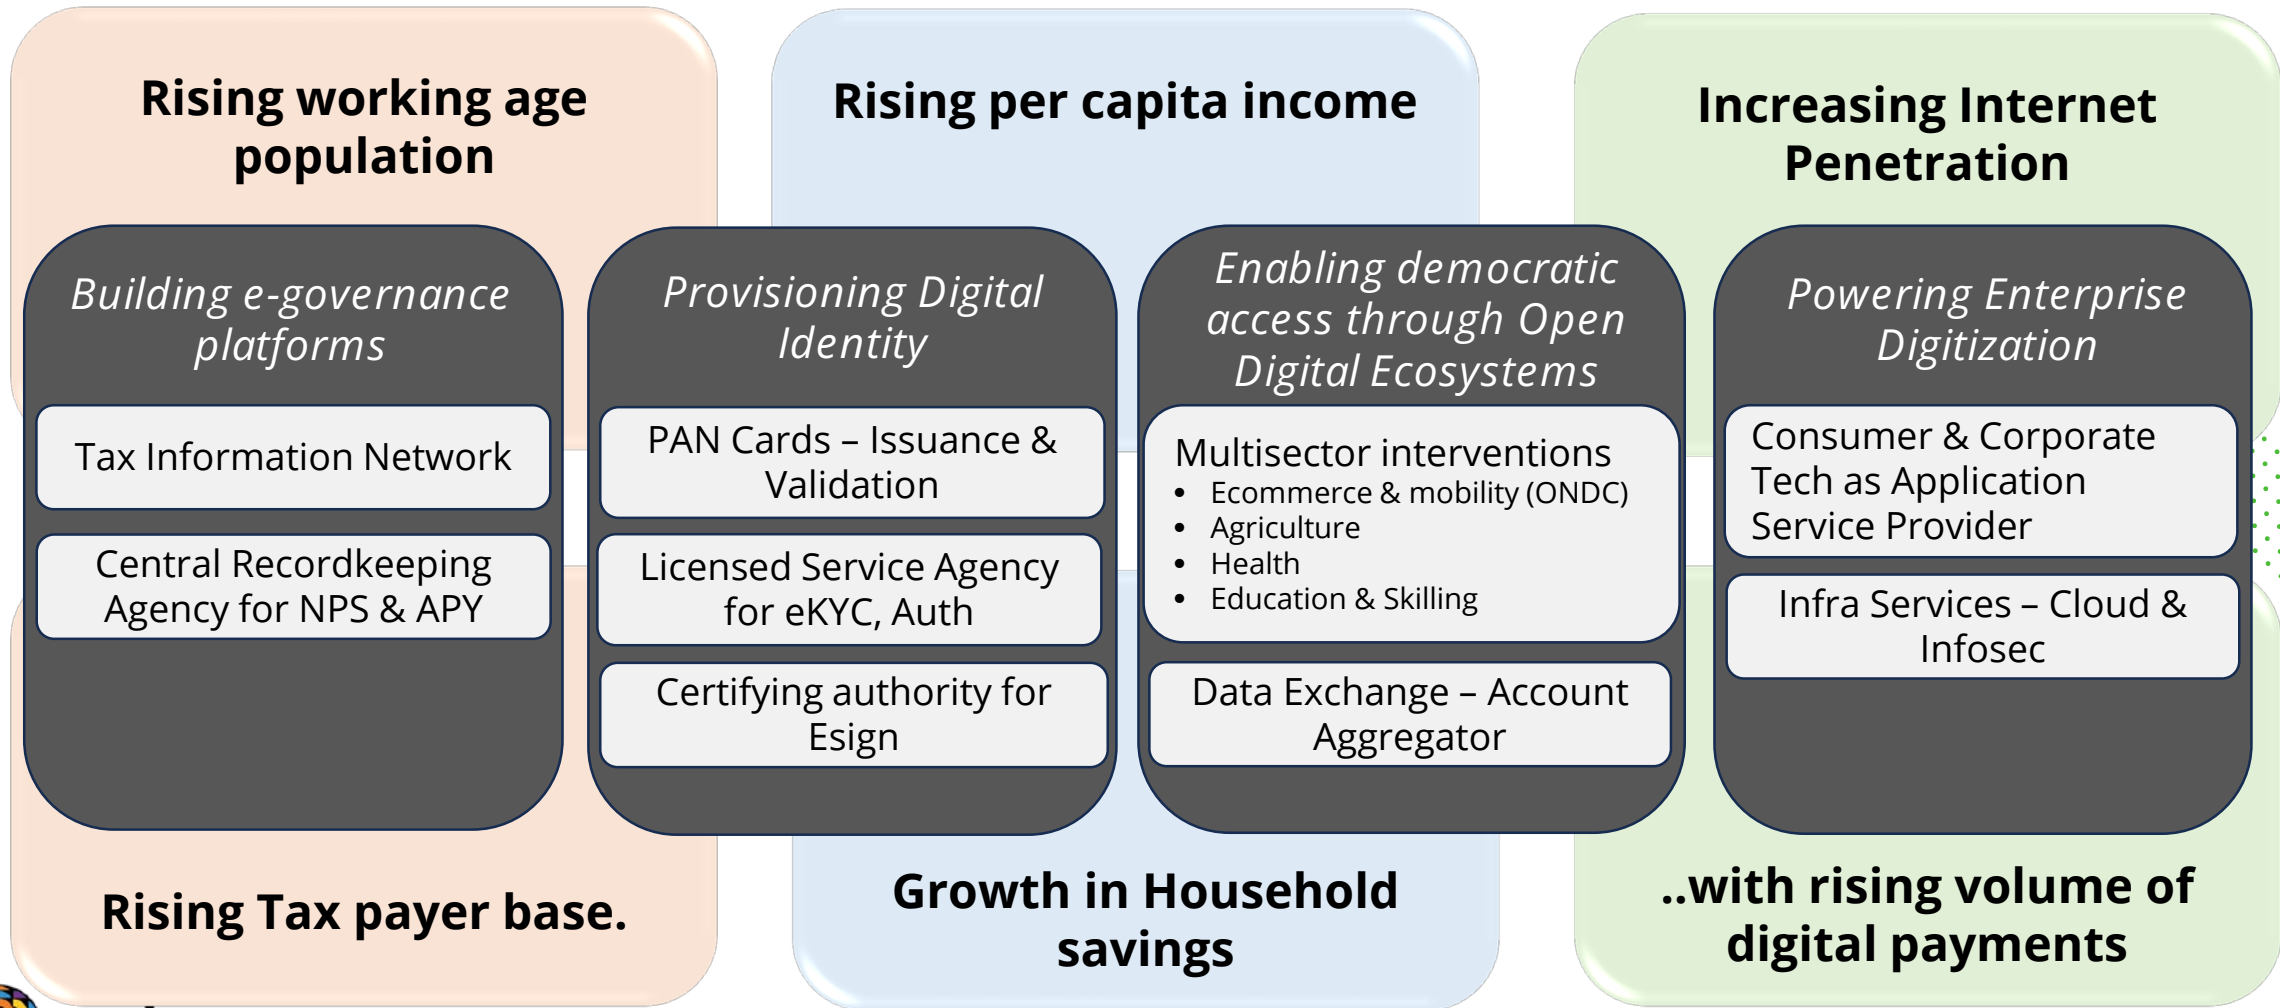 Rising working age
population
Rising per capita income
Increasing Internet
Penetration
Building e-governance
platforms
Tax Information Network
Central Recordkeeping
Agency for NPS & APY
Provisioning Digital
Identity
PAN Cards – Issuance &
Validation
Licensed Service Agency
for eKYC, Auth
Certifying authority for
Esign
Enabling democratic
access through Open
Digital Ecosystems
Multisector interventions
• Ecommerce & mobility (ONDC)
• Agriculture
• Health
• Education & Skilling
Data Exchange – Account
Aggregator
Powering Enterprise
Digitization
Consumer & Corporate
Tech as Application
Service Provider
Infra Services – Cloud &
Infosec
Rising Tax payer base.
Growth in Household
savings
..with rising volume of
digital payments